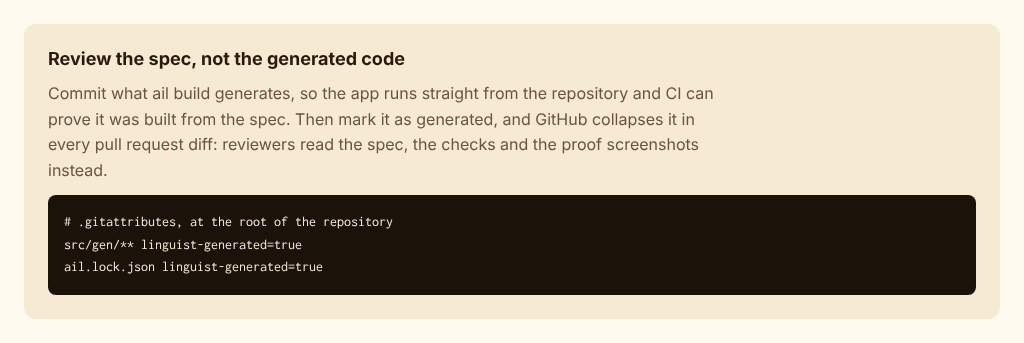 Review the spec, not the generated code
Commit what ail build generates, so the app runs straight from the repository and CI can
prove it was built from the spec. Then mark it as generated, and GitHub collapses it in
every pull request diff: reviewers read the spec, the checks and the proof screenshots
instead.
# .gitattributes, at the root of the repository
src/gen/** linguist-generated=true
ail.lock.json linguist-generated=true